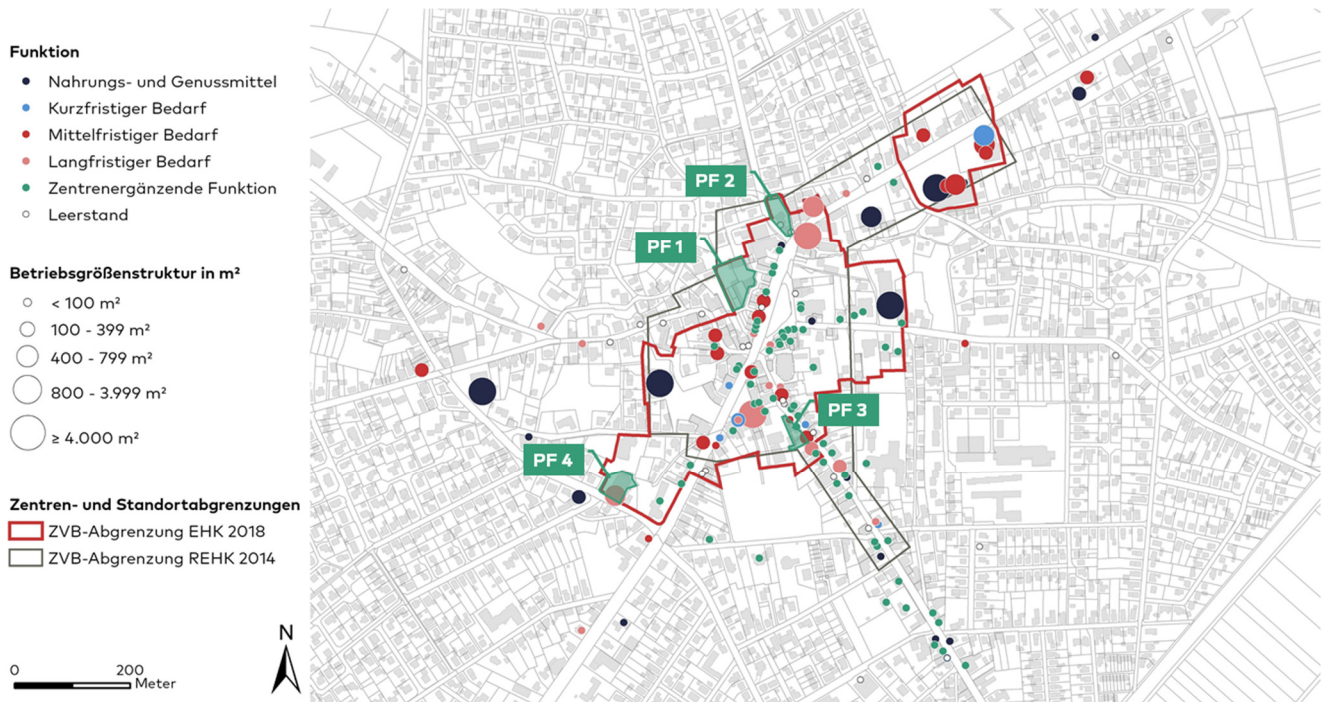 Funktion
Nahrungs- und Genussmittel
Kurzfristiger Bedarf
Mittelfristiger Bedarf
Langfristiger Bedarf
Zentrenergänzende Funktion
Leerstand
Betriebsgrößenstruktur in m²
< 100 m²
100 - 399 m²
400 - 799 m²
800 - 3.999 m²
≥ 4.000 m²
Zentren- und Standortabgrenzungen
ZVB-Abgrenzung EHK 2018
ZVB-Abgrenzung REHK 2014
0 200
Meter
N
PF 2
PF 1
PF 3
PF 4